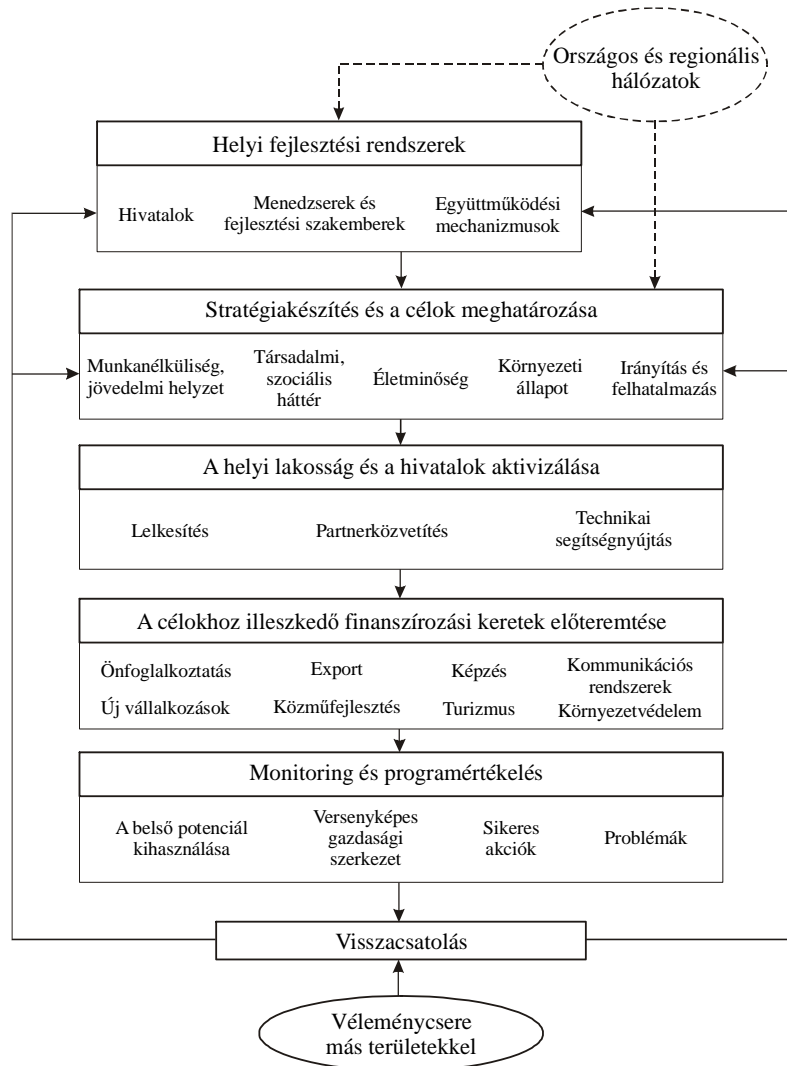 Országos és regionális
hálózatok
Helyi fejlesztési rendszerek
Hivatalok
Menedzserek és
fejlesztési szakemberek
Együttműködési
mechanizmusok
Stratégiakészítés és a célok meghatározása
Munkanélküliség,
jövedelmi helyzet
Társadalmi,
szociális
háttér
Életminőség
Környezeti
állapot
Irányítás és
felhatalmazás
A helyi lakosság és a hivatalok aktivizálása
Lelkesítés
Partnerközvetítés
Technikai
segítségnyújtás
A célokhoz illeszkedő finanszírozási keretek előteremtése
Önfoglalkoztatás
Export
Képzés
Kommunikációs
rendszerek
Új vállalkozások
Közműfejlesztés
Turizmus
Környezetvédelem
Monitoring és programértékelés
A belső potenciál
kihasználása
Versenyképes
gazdasági
szerkezet
Sikeres
akciók
Problémák
Visszacsatolás
Véleménycsere
más területekkel